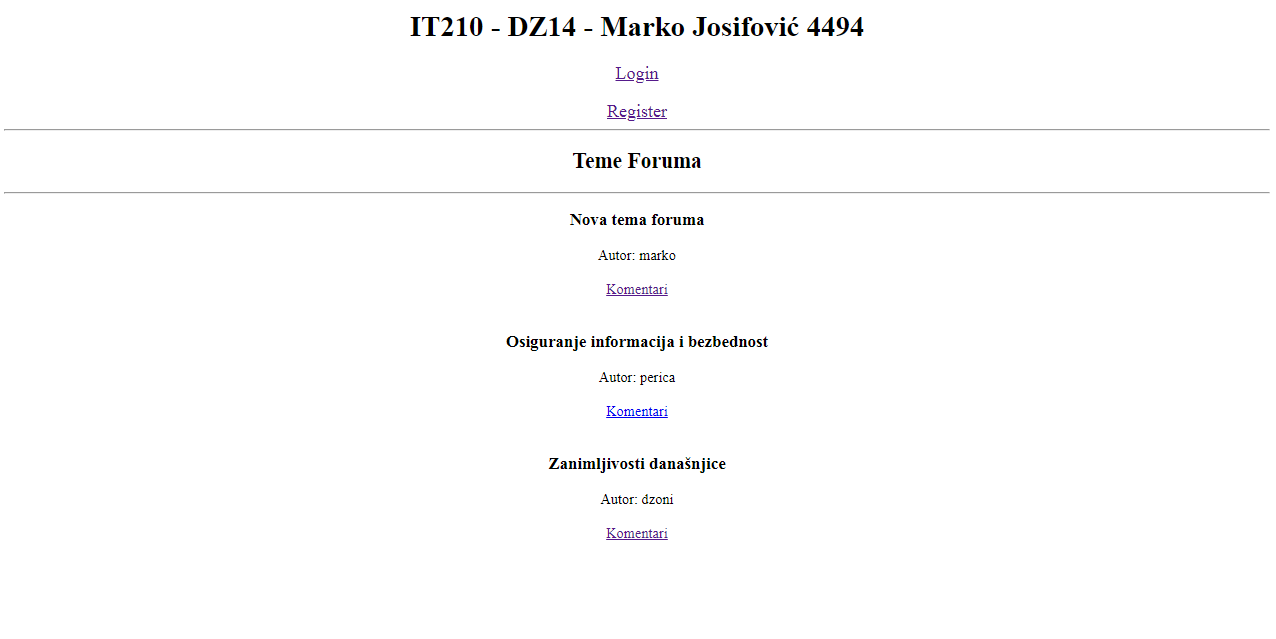 IT210 - DZ14 - Marko Josifović 4494
Login
Register
Teme Foruma
Nova tema foruma
Autor: marko
Komentari
Osiguranje informacija i bezbednost
Autor: perica
Komentari
Zanimljivosti današnjice
Autor: dzoni
Komentari